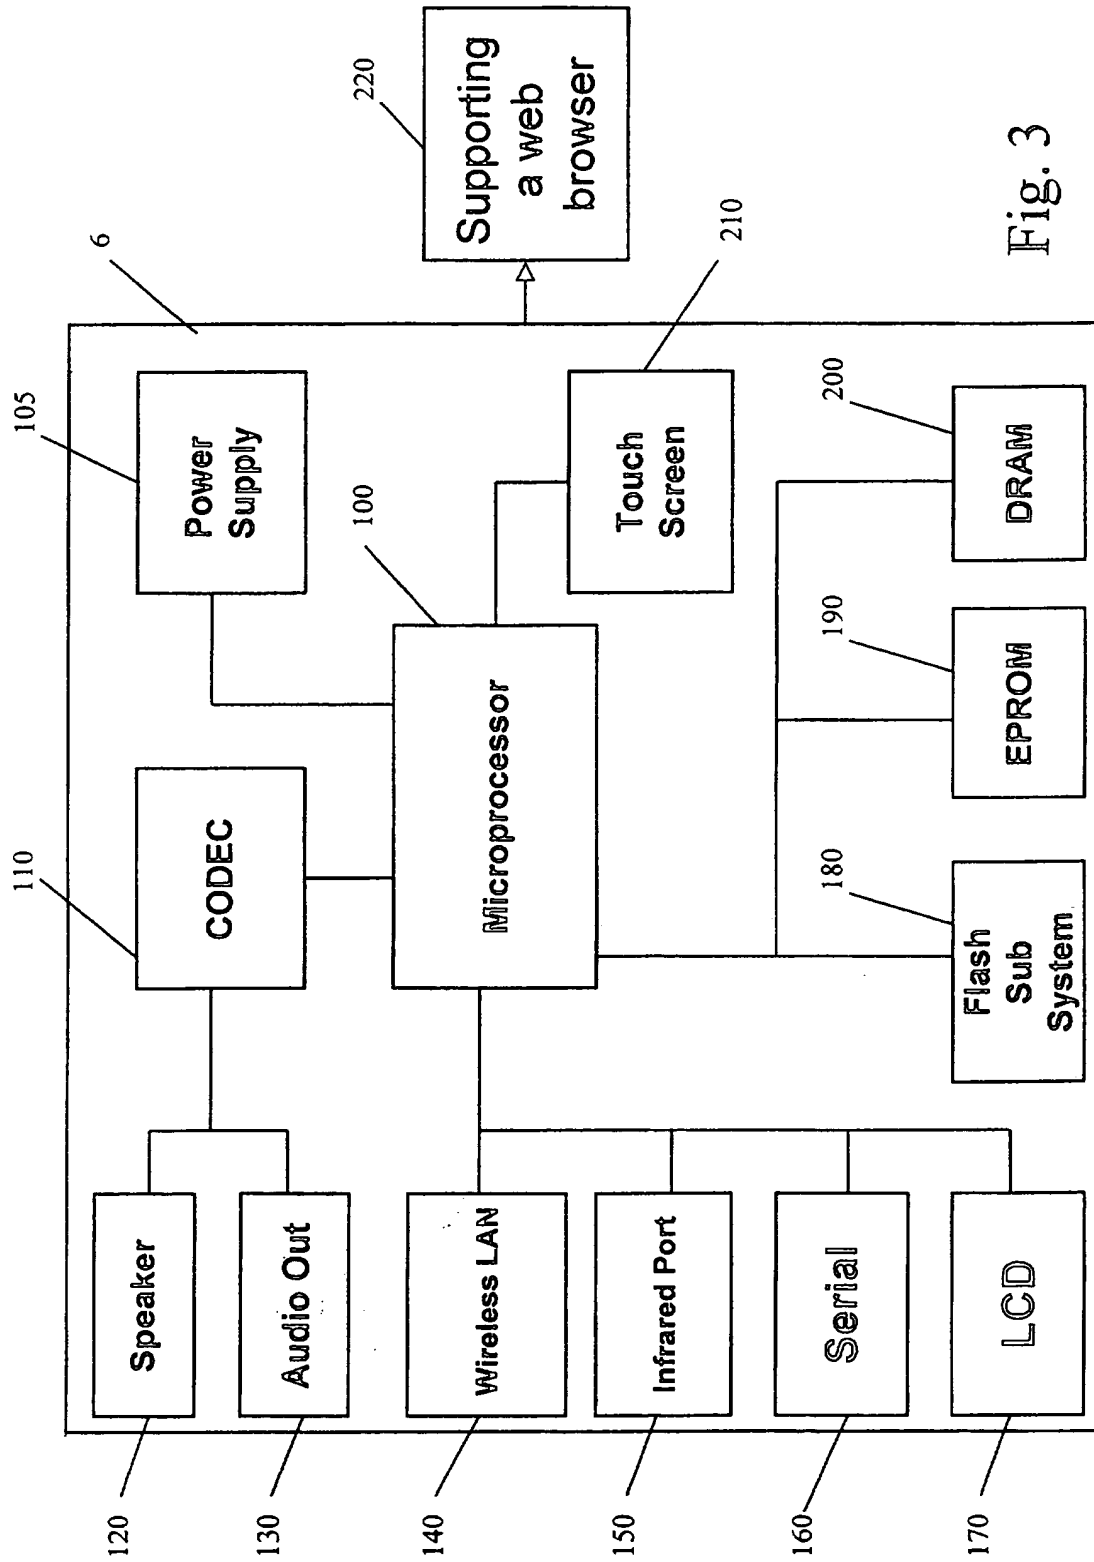 120
Speaker
130
Audio Out
140
Wireless LAN
150
Infrared Port
160
Serial
170
LCD
110
CODEC
105
Power
Supply
6
100
Microprocessor
210
Touch
Screen
180
Flash
Sub
System
190
EPROM
200
DRAM
220
Supporting
a web
browser
Fig. 3